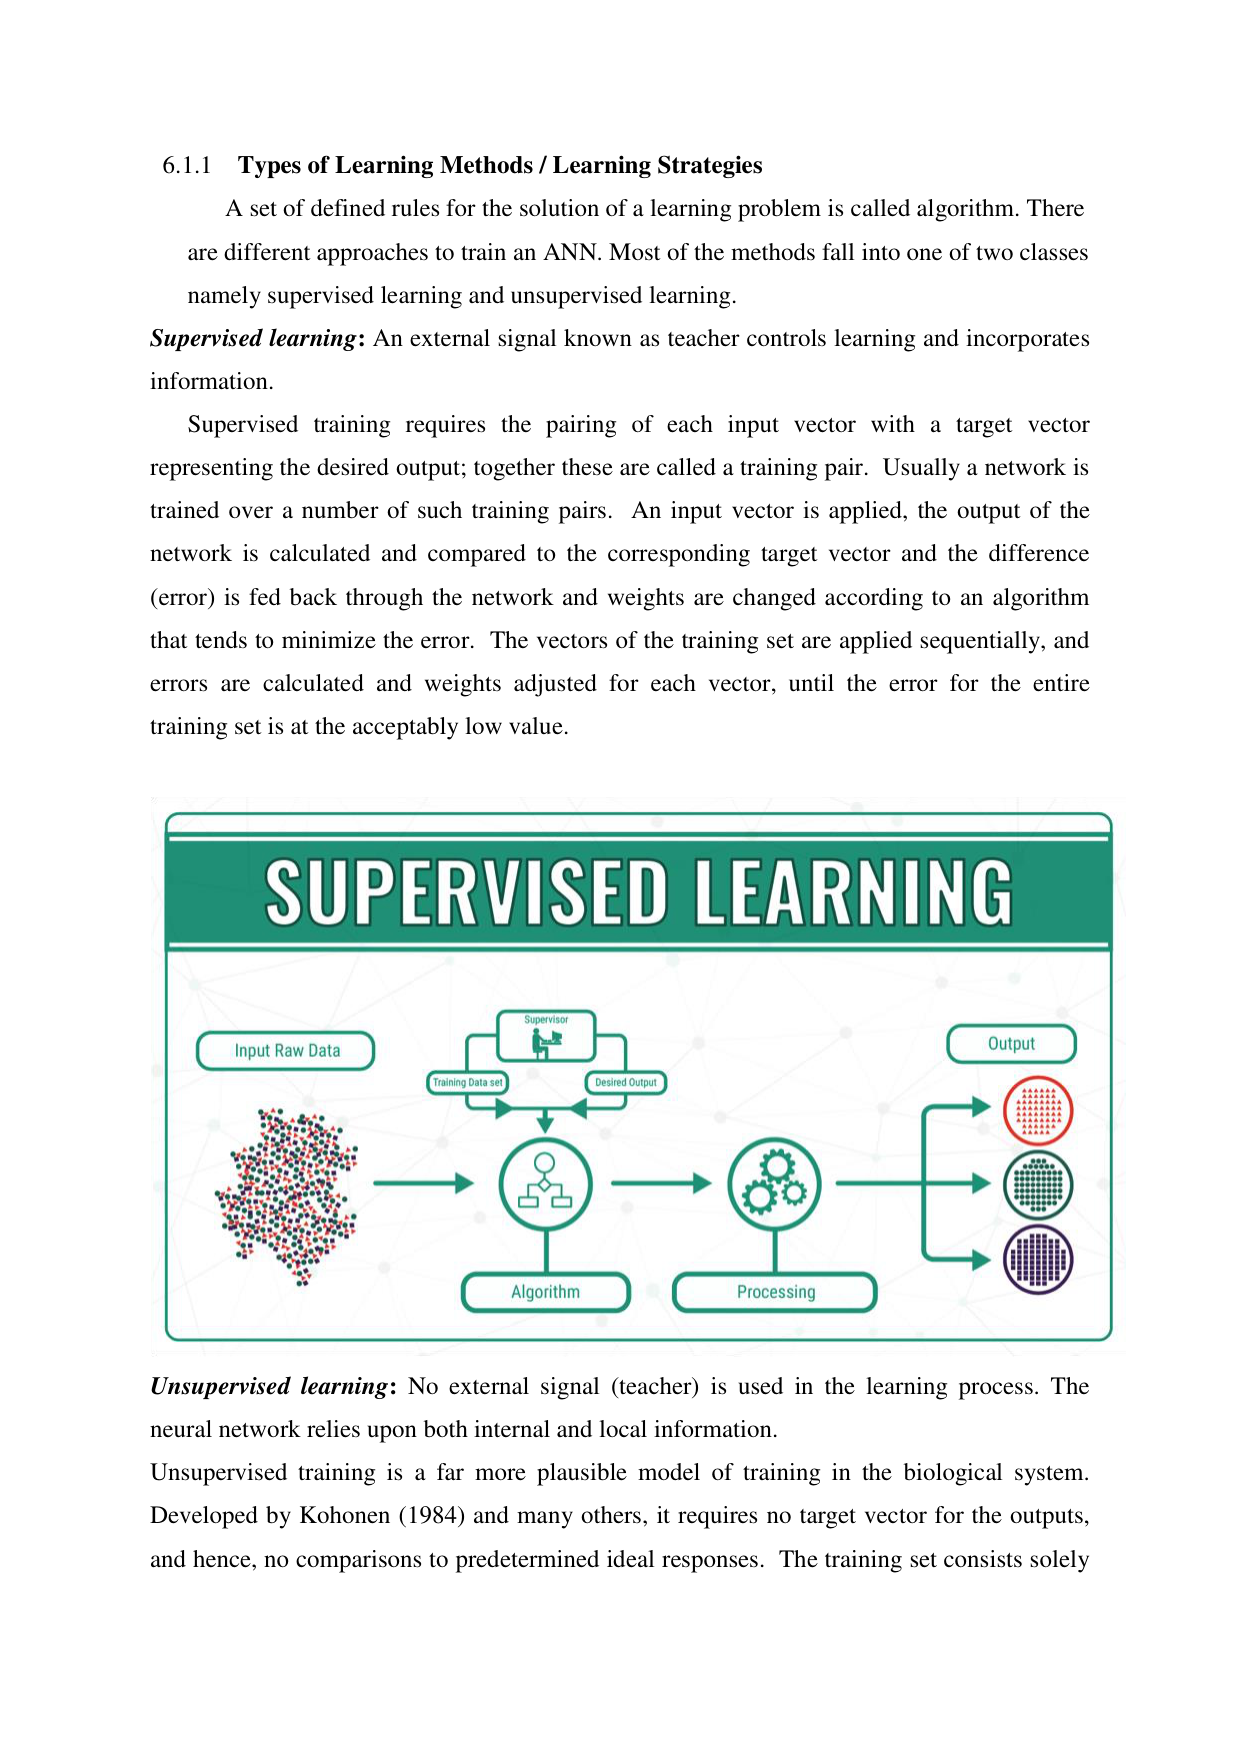 6.1.1 Types of Learning Methods / Learning Strategies
A set of defined rules for the solution of a learning problem is called algorithm. There
are different approaches to train an ANN. Most of the methods fall into one of two classes
namely supervised learning and unsupervised learning.
Supervised learning: An external signal known as teacher controls learning and incorporates
information.
Supervised training requires the pairing of each input vector with a target vector
representing the desired output; together these are called a training pair. Usually a network is
trained over a number of such training pairs. An input vector is applied, the output of the
network is calculated and compared to the corresponding target vector and the difference
(error) is fed back through the network and weights are changed according to an algorithm
that tends to minimize the error. The vectors of the training set are applied sequentially, and
errors are calculated and weights adjusted for each vector, until the error for the entire
training set is at the acceptably low value.
SUPERVISED LEARNING
Supervisor
Input Raw Data
Output
Training Data set
Desired Output
Algorithm
Processing
Unsupervised learning: No external signal (teacher) is used in the learning process. The
neural network relies upon both internal and local information.
Unsupervised training is a far more plausible model of training in the biological system.
Developed by Kohonen (1984) and many others, it requires no target vector for the outputs,
and hence, no comparisons to predetermined ideal responses. The training set consists solely